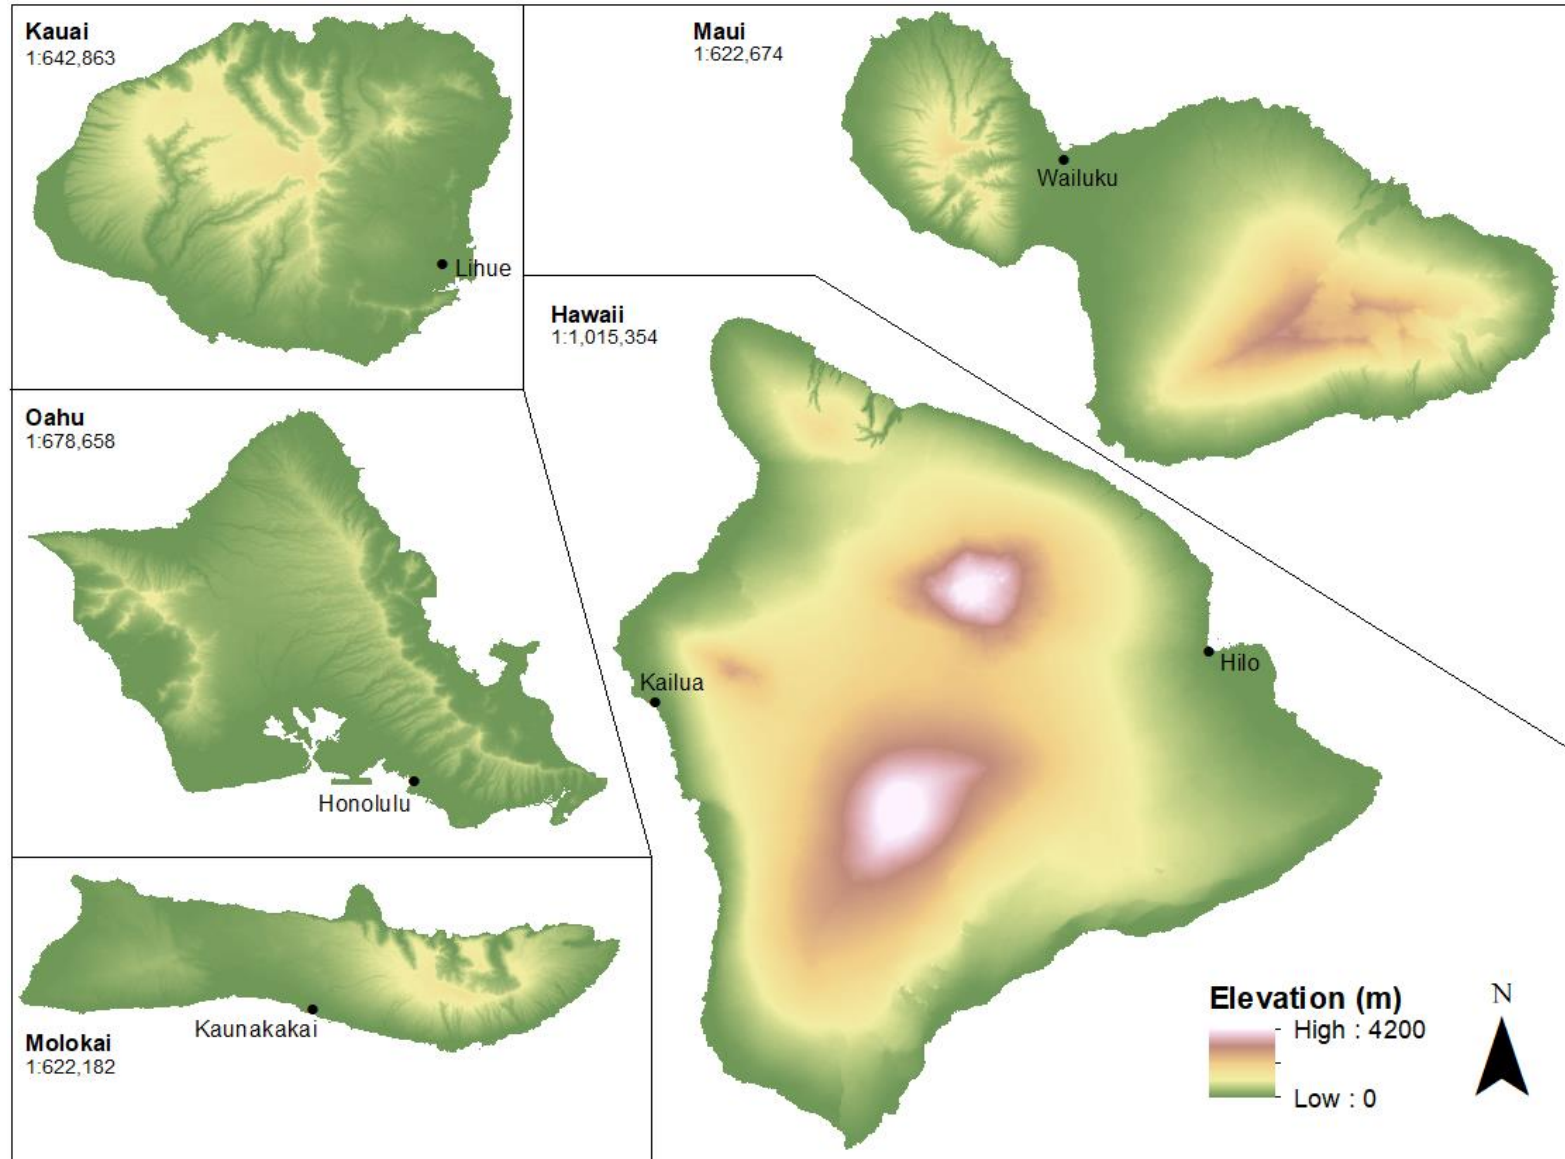 Kauai
1:642,863
Lihue
Maui
1:622,674
Wailuku
Hawaii
1:1,015,354
Kailua
Hilo
Oahu
1:678,658
Honolulu
Molokai
1:622,182
Kaunakakai
Elevation (m)
High : 4200
Low : 0
N